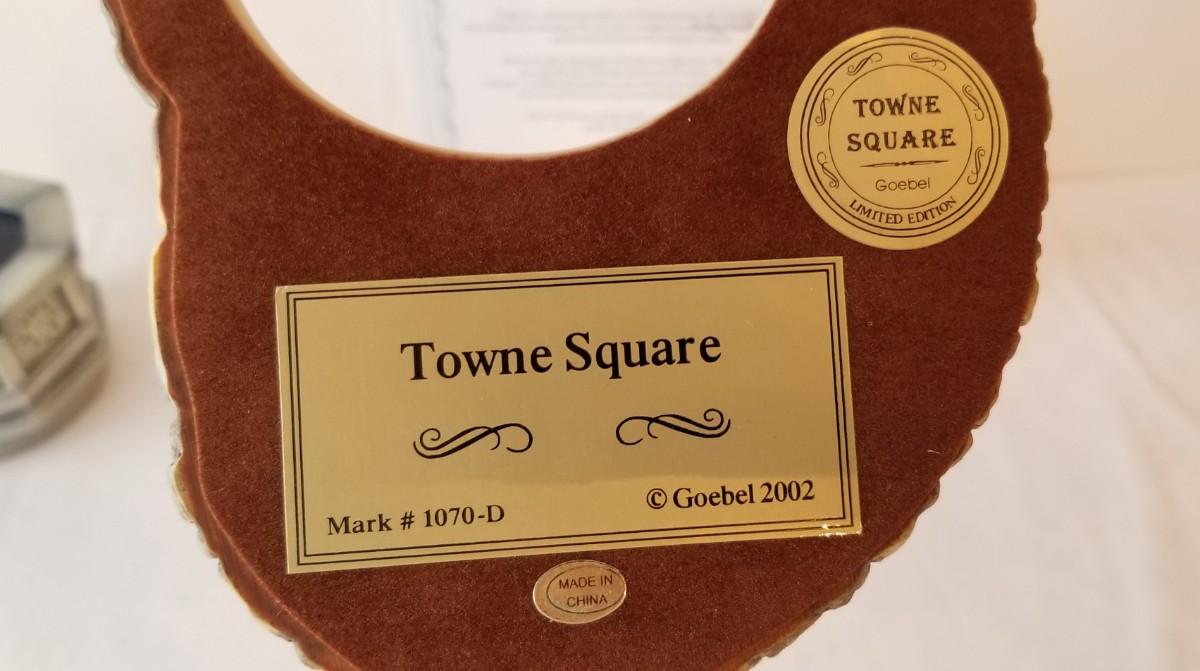 TOWNE
SQUARE
Goebel
LIMITED EDITION
Towne Square
Mark # 1070-D
© Goebel 2002
MADE IN
CHINA